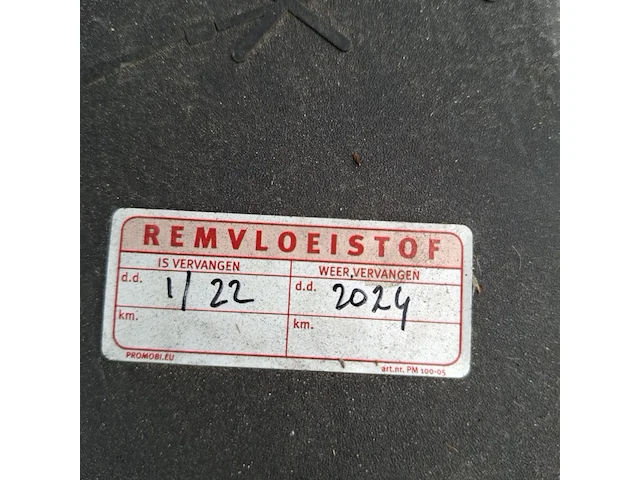 REMVLOEISTOF
IS VERVANGEN
WEER VERVANGEN
d.d. 1/22
d.d. 2024
km.
km.
PROMOBI.EU
art.nr. PM 100-05